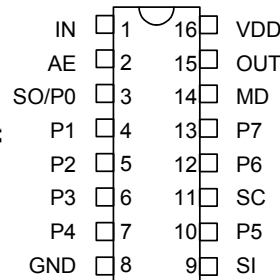 IN 1 16 VDD
AE 2 15 OUT
SO/P0 3 14 MD
: P1 4 13 P7
P2 5 12 P6
P3 6 11 SC
P4 7 10 P5
GND 8 9 SI